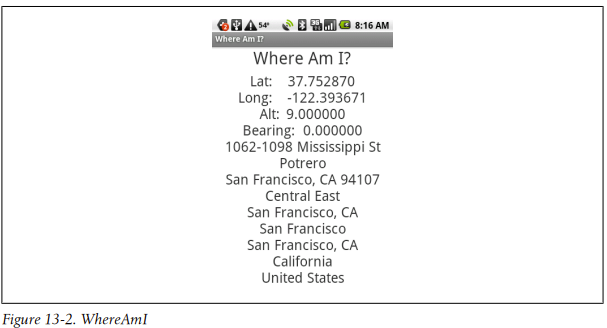 54° 3G 8:16 AM
Where Am I?
Where Am I?
Lat: 37.752870
Long: -122.393671
Alt: 9.000000
Bearing: 0.000000
1062-1098 Mississippi St
Potrero
San Francisco, CA 94107
Central East
San Francisco, CA
San Francisco
San Francisco, CA
California
United States
Figure 13-2. WhereAmI